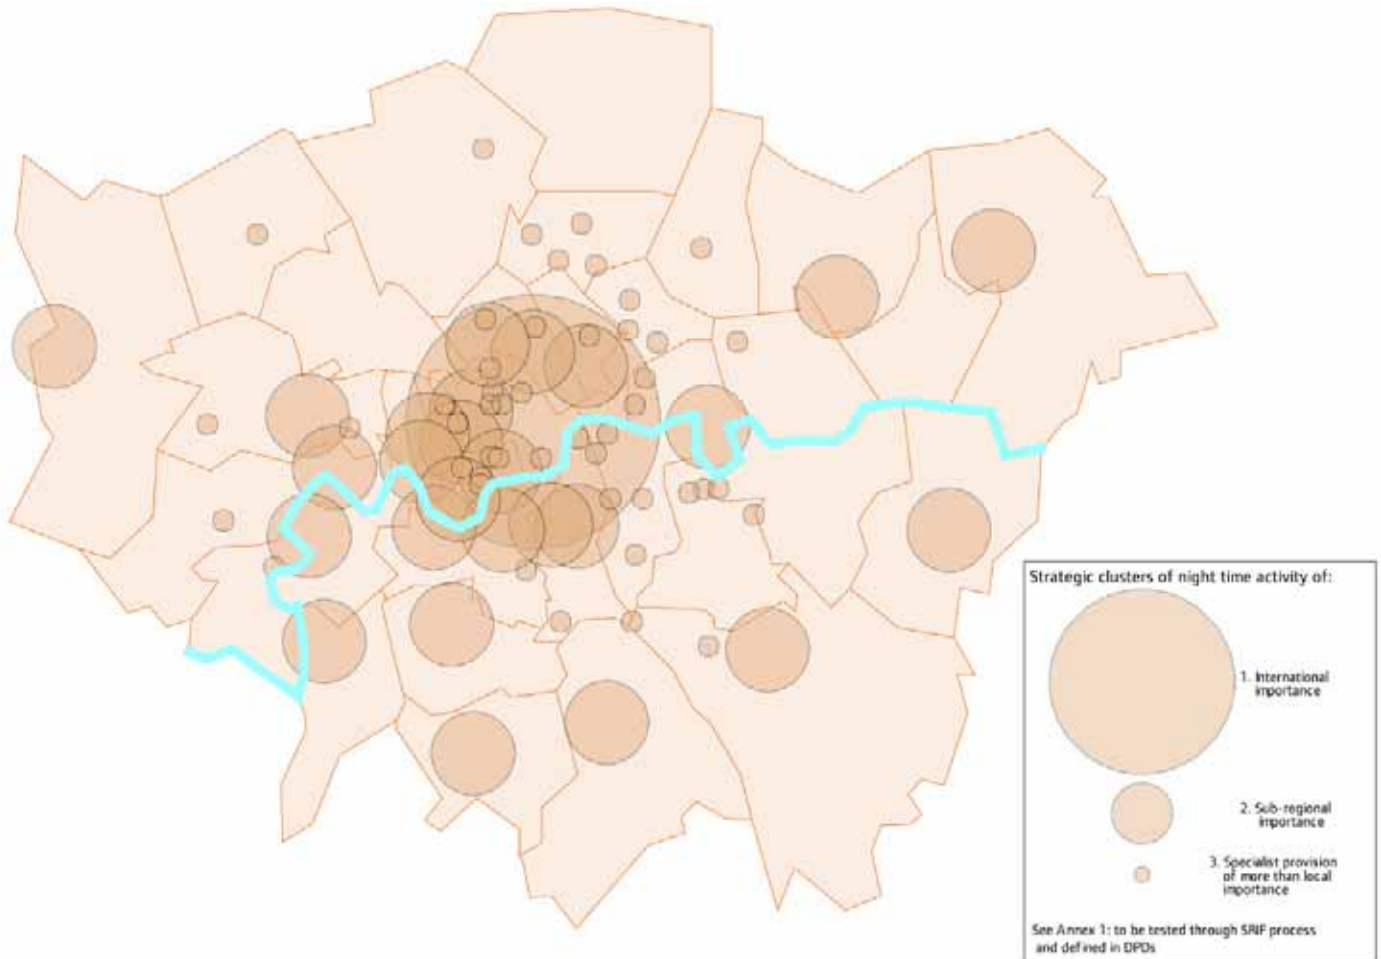 Strategic clusters of night time activity of:
1. International
importance
2. Sub-regional
importance
3. Specialist provision
of more than local
importance
See Annex 1: to be tested through SRIF process
and defined in DPDs